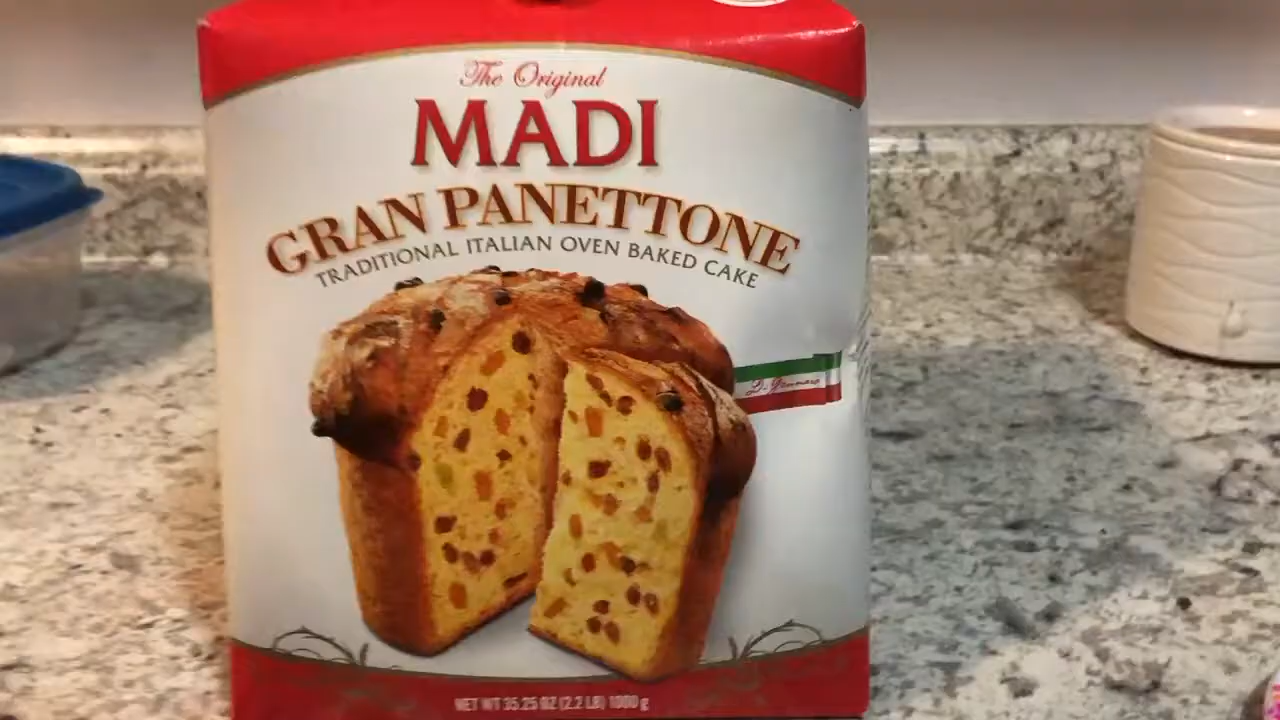 The Original
MADI
GRAN PANETTONE
TRADITIONAL ITALIAN OVEN BAKED CAKE
NET WT 35.25 OZ (2.2 LB) 1000 g